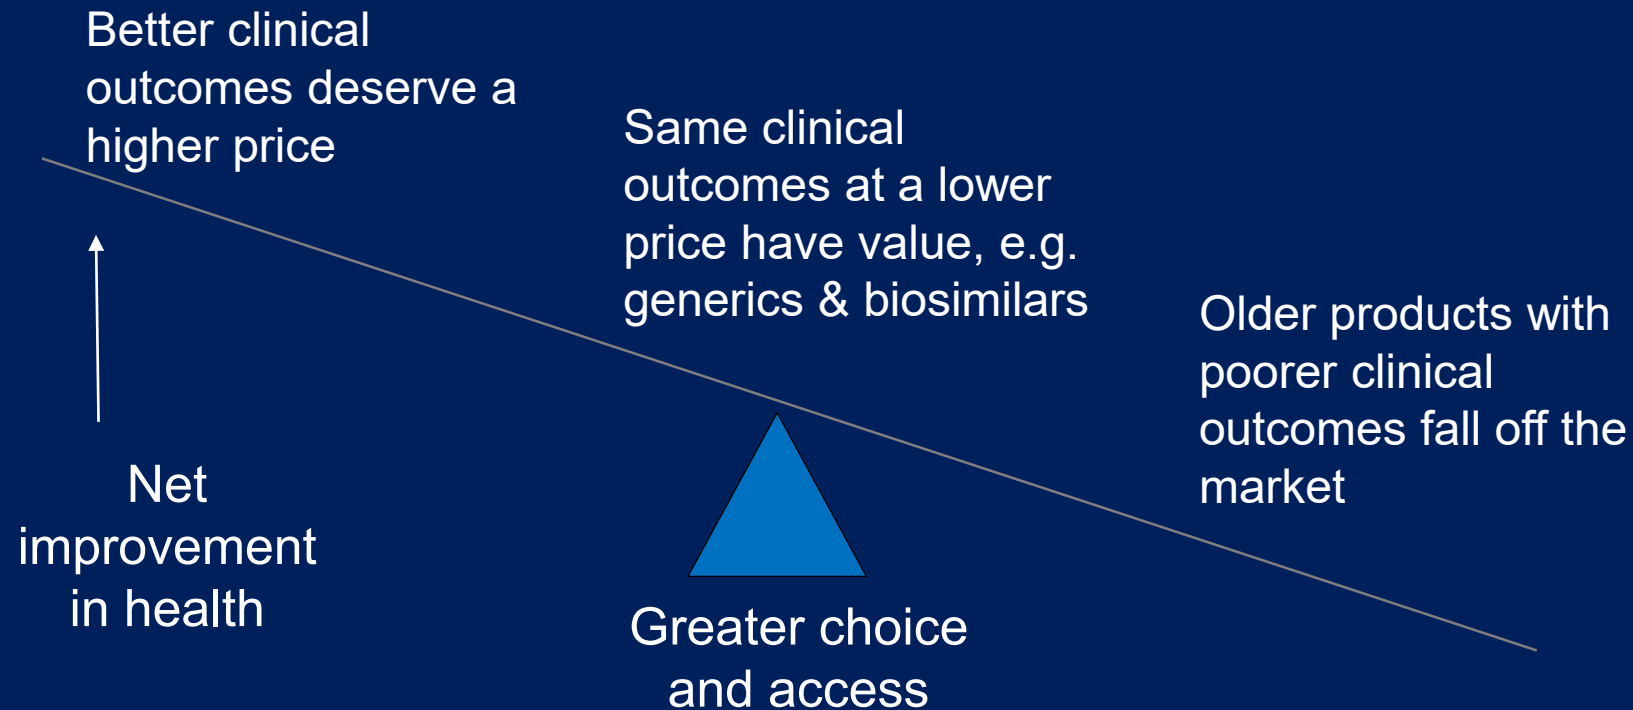 Better clinical
outcomes deserve a
higher price
Same clinical
outcomes at a lower
price have value, e.g.
generics & biosimilars
Older products with
poorer clinical
outcomes fall off the
market
Net
improvement
in health
Greater choice
and access